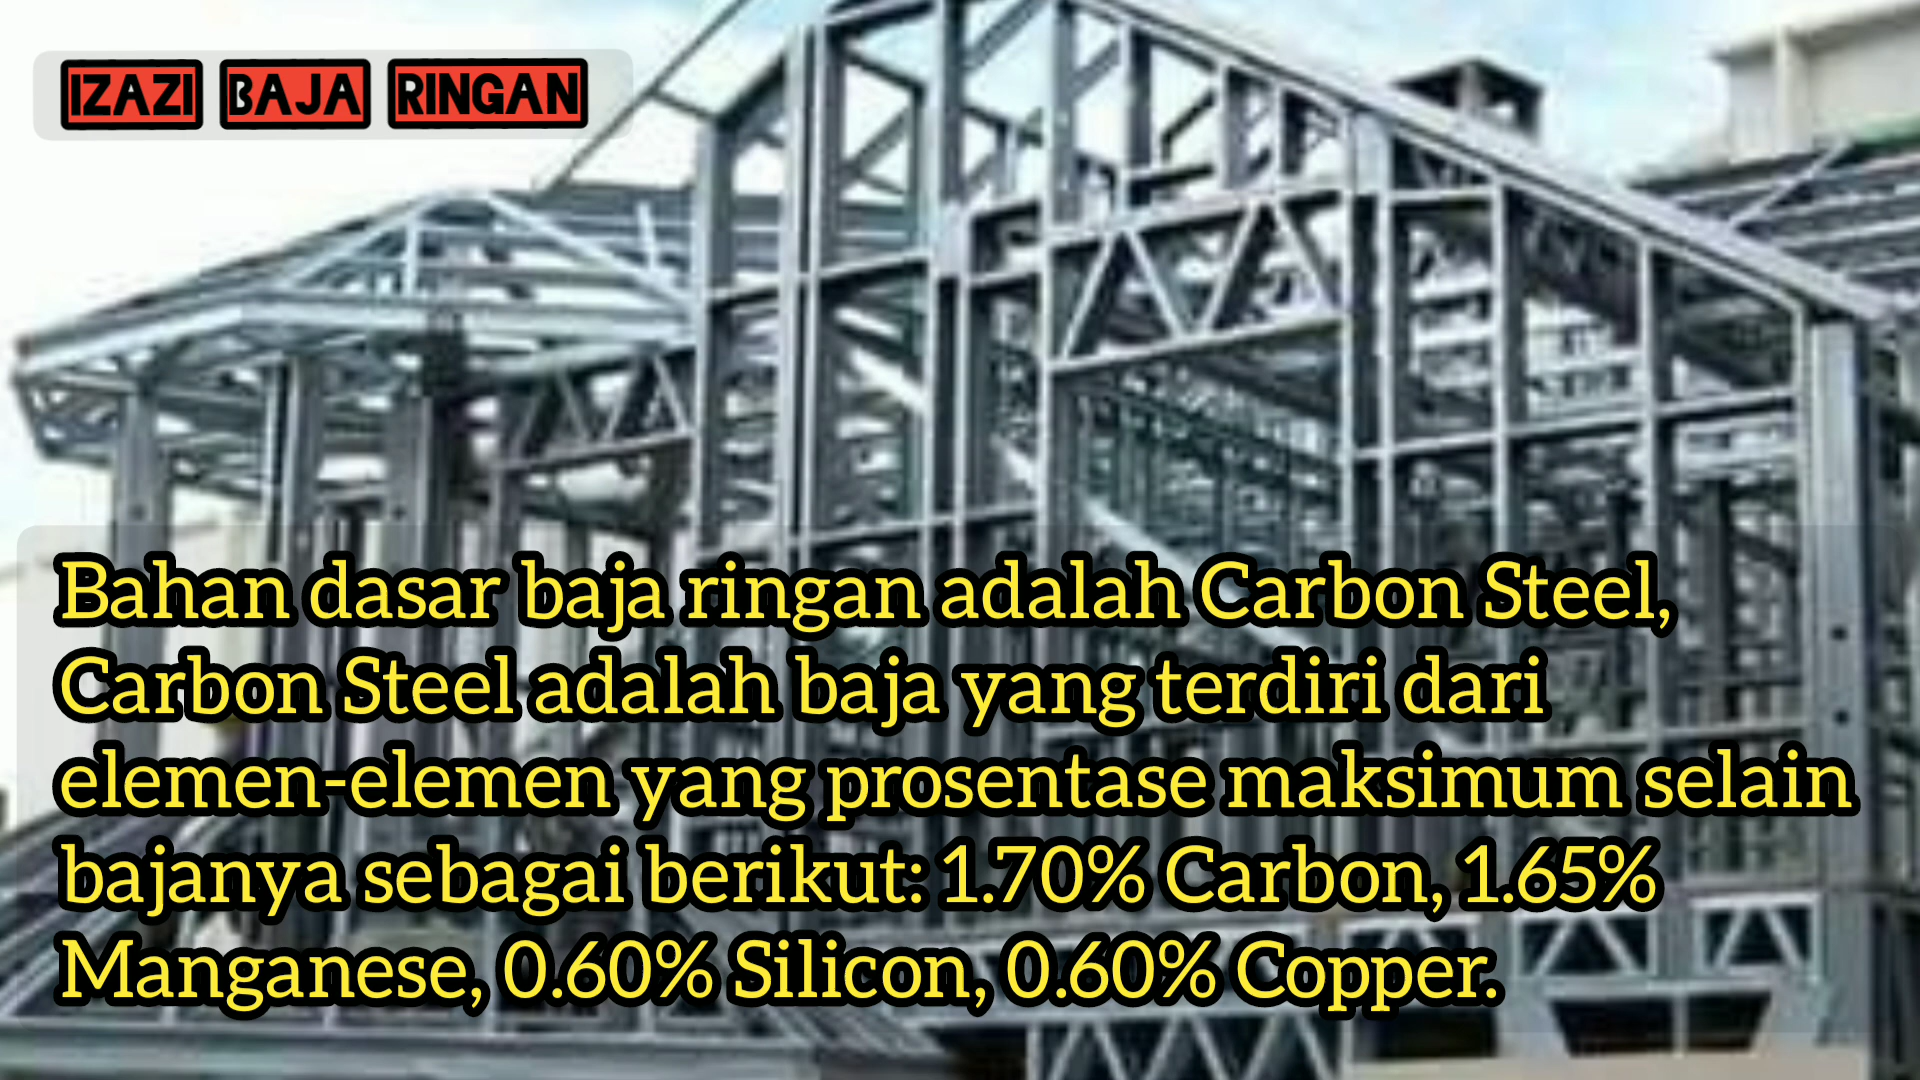 IZAZI BAJA RINGAN
Bahan dasar baja ringan adalah Carbon Steel,
Carbon Steel adalah baja yang terdiri dari
elemen-elemen yang prosentase maksimum selain
bajanya sebagai berikut: 1.70% Carbon, 1.65%
Manganese, 0.60% Silicon, 0.60% Copper.